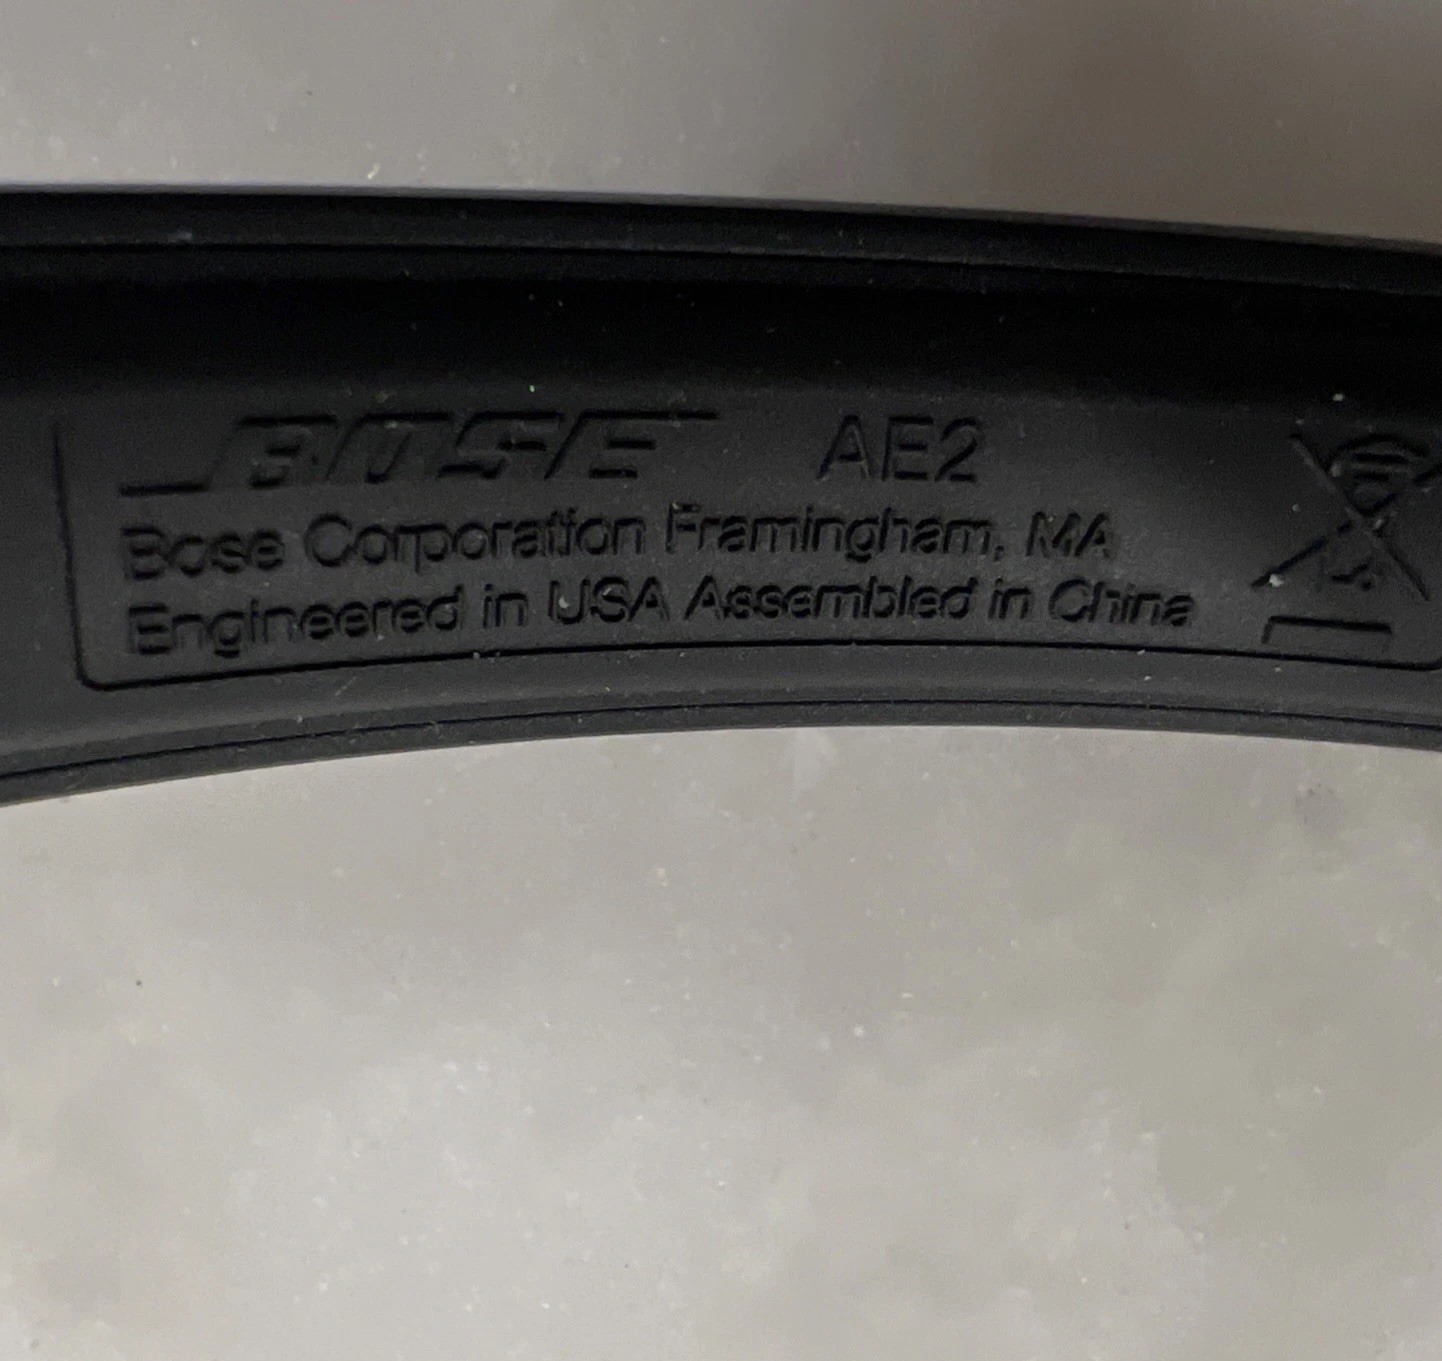 BOSE AE2
Bose Corporation Framingham, MA
Engineered in USA Assembled in China